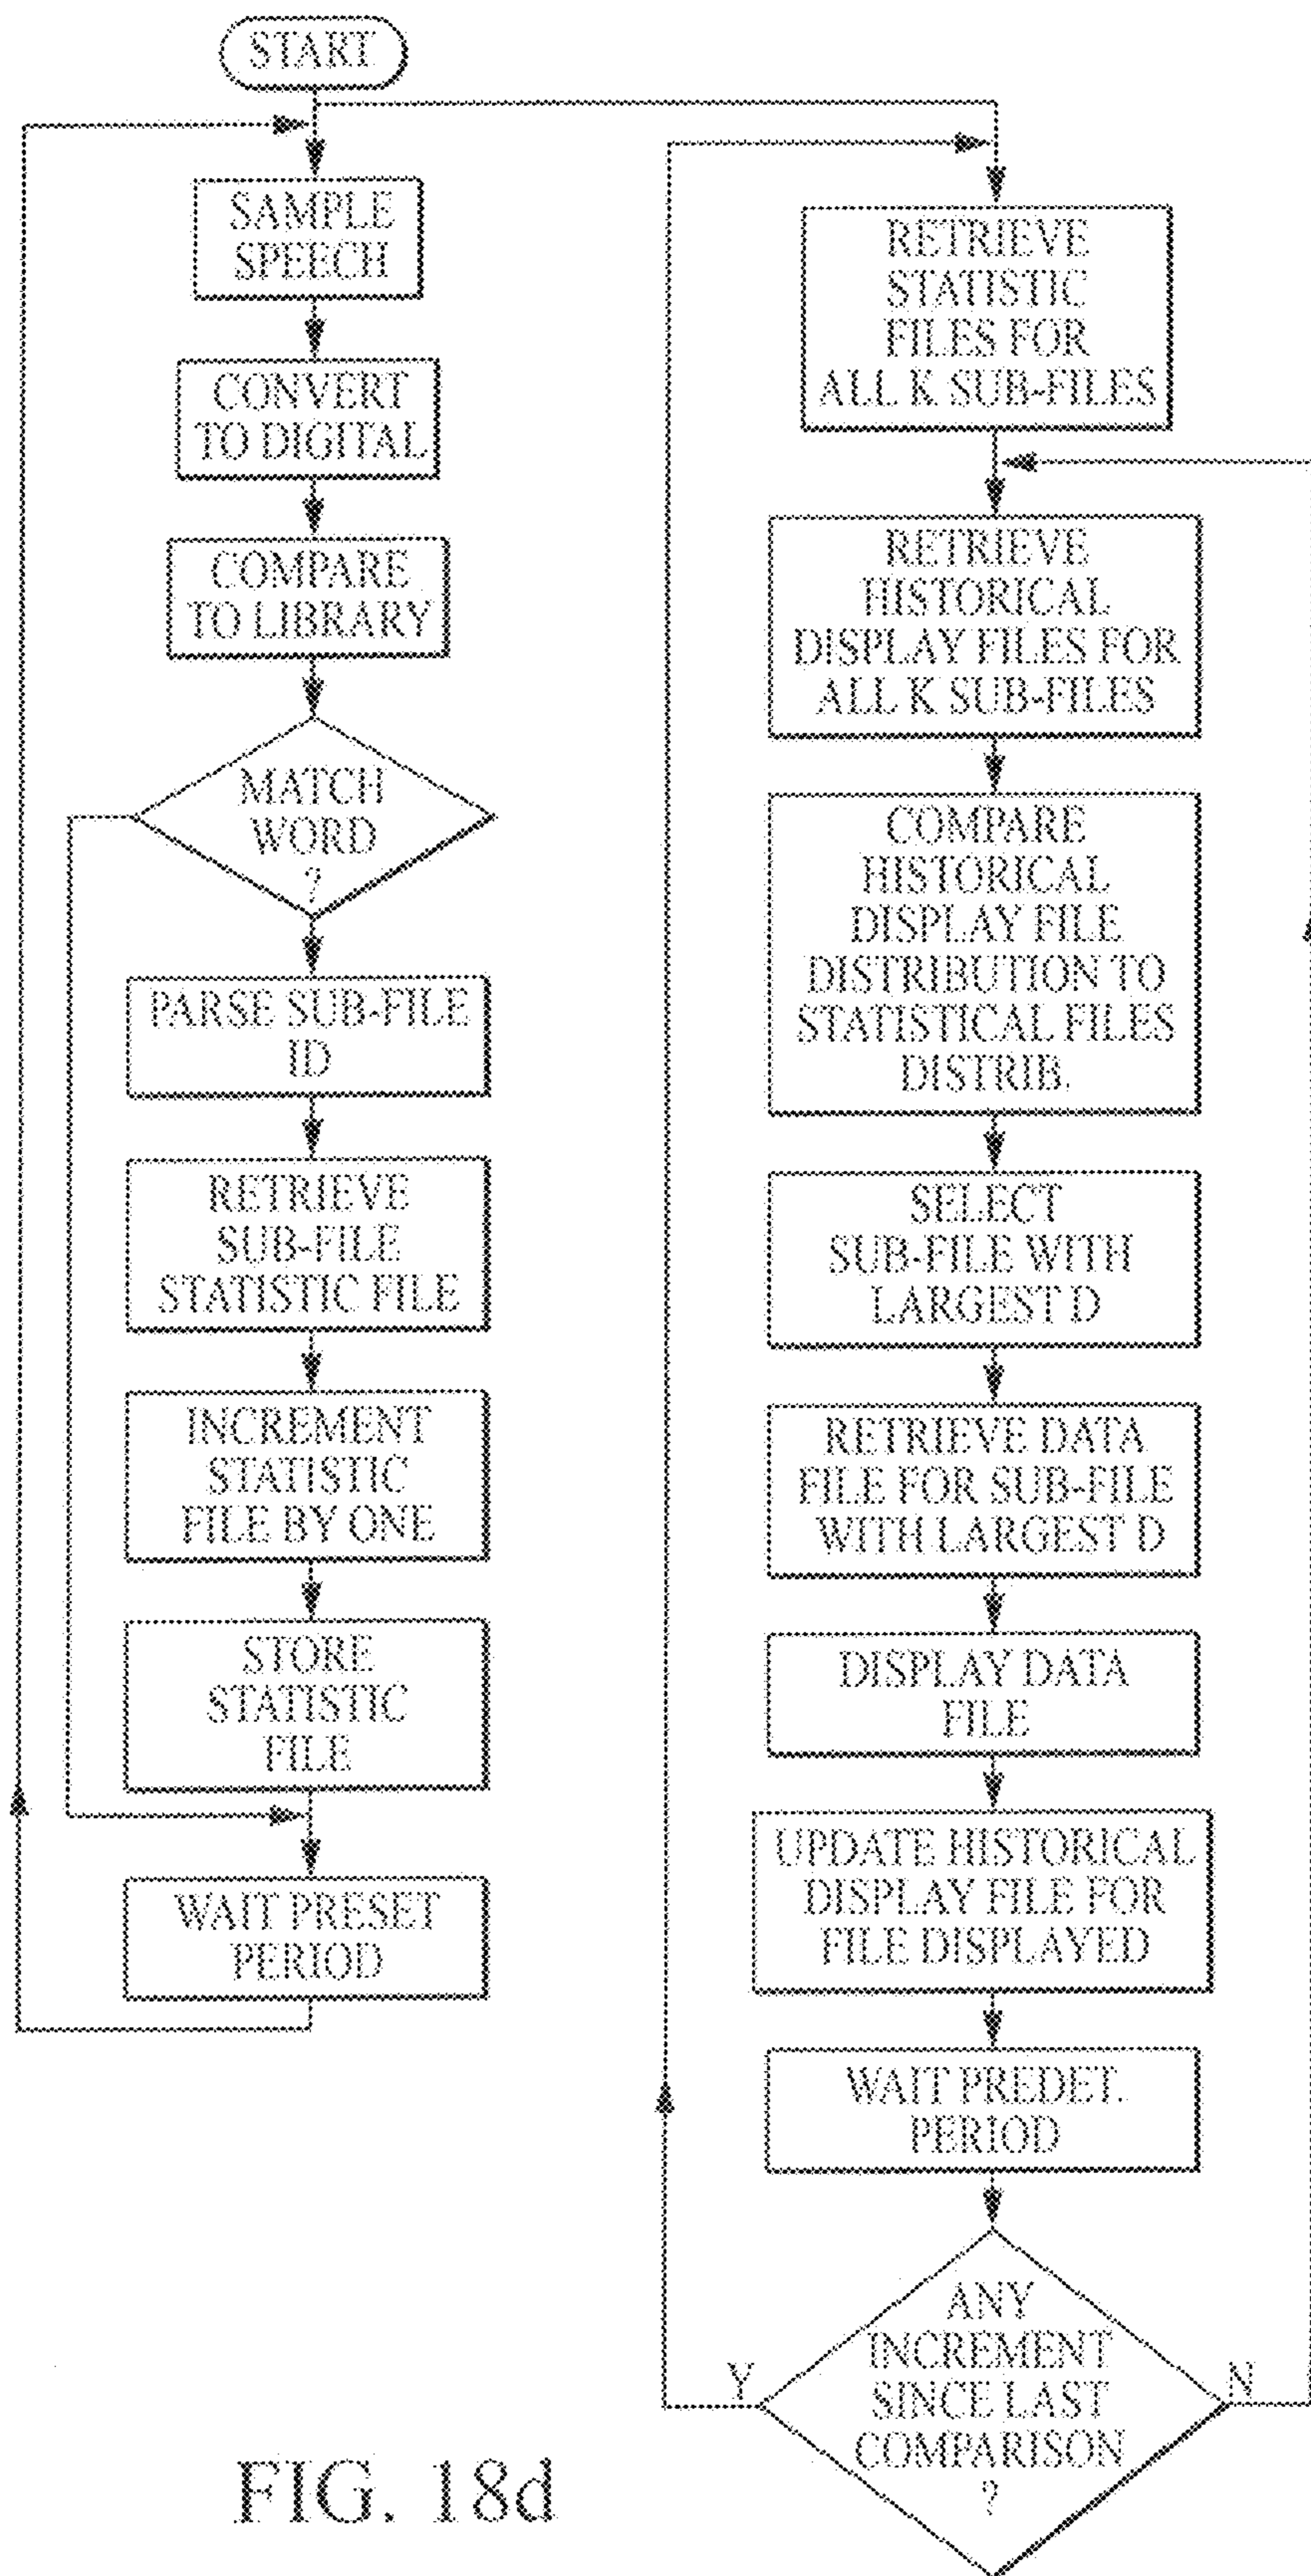 START
SAMPLE
SPEECH
CONVERT
TO DIGITAL
COMPARE
TO LIBRARY
MATCH
WORD
?
PARSE SUB-FILE
ID
RETRIEVE
SUB-FILE
STATISTIC FILE
INCREMENT
STATISTIC
FILE BY ONE
STORE
STATISTIC
FILE
WAIT PRESET
PERIOD
RETRIEVE
STATISTIC
FILES FOR
ALL K SUB-FILES
RETRIEVE
HISTORICAL
DISPLAY FILES FOR
ALL K SUB-FILES
COMPARE
HISTORICAL
DISPLAY FILE
DISTRIBUTION TO
STATISTICAL FILES
DISTRIB.
SELECT
SUB-FILE WITH
LARGEST D
RETRIEVE DATA
FILE FOR SUB-FILE
WITH LARGEST D
DISPLAY DATA
FILE
UPDATE HISTORICAL
DISPLAY FILE FOR
FILE DISPLAYED
WAIT PREDET.
PERIOD
ANY
INCREMENT
SINCE LAST
COMPARISON
?
Y
N
FIG. 18d